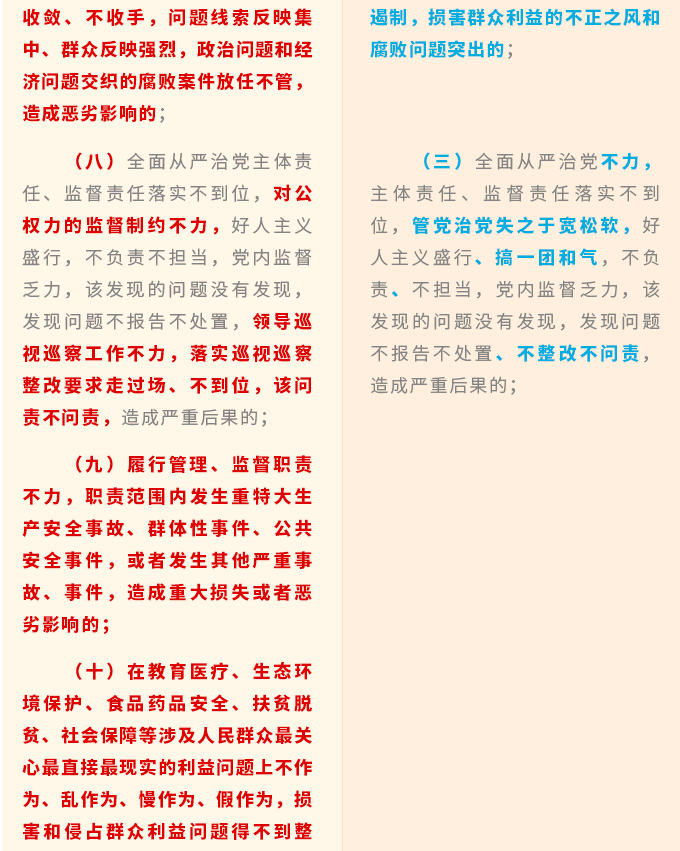 收敛、不收手，问题线索反映集
中、群众反映强烈，政治问题和经
济问题交织的腐败案件放任不管，
造成恶劣影响的；
（八）全面从严治党主体责
任、监督责任落实不到位，对公
权力的监督制约不力，好人主义
盛行，不负责不担当，党内监督
乏力，该发现的问题没有发现，
发现问题不报告不处置，领导巡
视巡察工作不力，落实巡视巡察
整改要求走过场、不到位，该问
责不问责，造成严重后果的；
（九）履行管理、监督职责
不力，职责范围内发生重特大生
产安全事故、群体性事件、公共
安全事件，或者发生其他严重事
故、事件，造成重大损失或者恶
劣影响的；
（十）在教育医疗、生态环
境保护、食品药品安全、扶贫脱
贫、社会保障等涉及人民群众最关
心最直接最现实的利益问题上不作
为、乱作为、慢作为、假作为，损
害和侵占群众利益问题得不到整
遏制，损害群众利益的不正之风和
腐败问题突出的；
（三）全面从严治党不力，
主体责任、监督责任落实不到
位，管党治党失之于宽松软，好
人主义盛行、搞一团和气，不负
责、不担当，党内监督乏力，该
发现的问题没有发现，发现问题
不报告不处置、不整改不问责，
造成严重后果的；